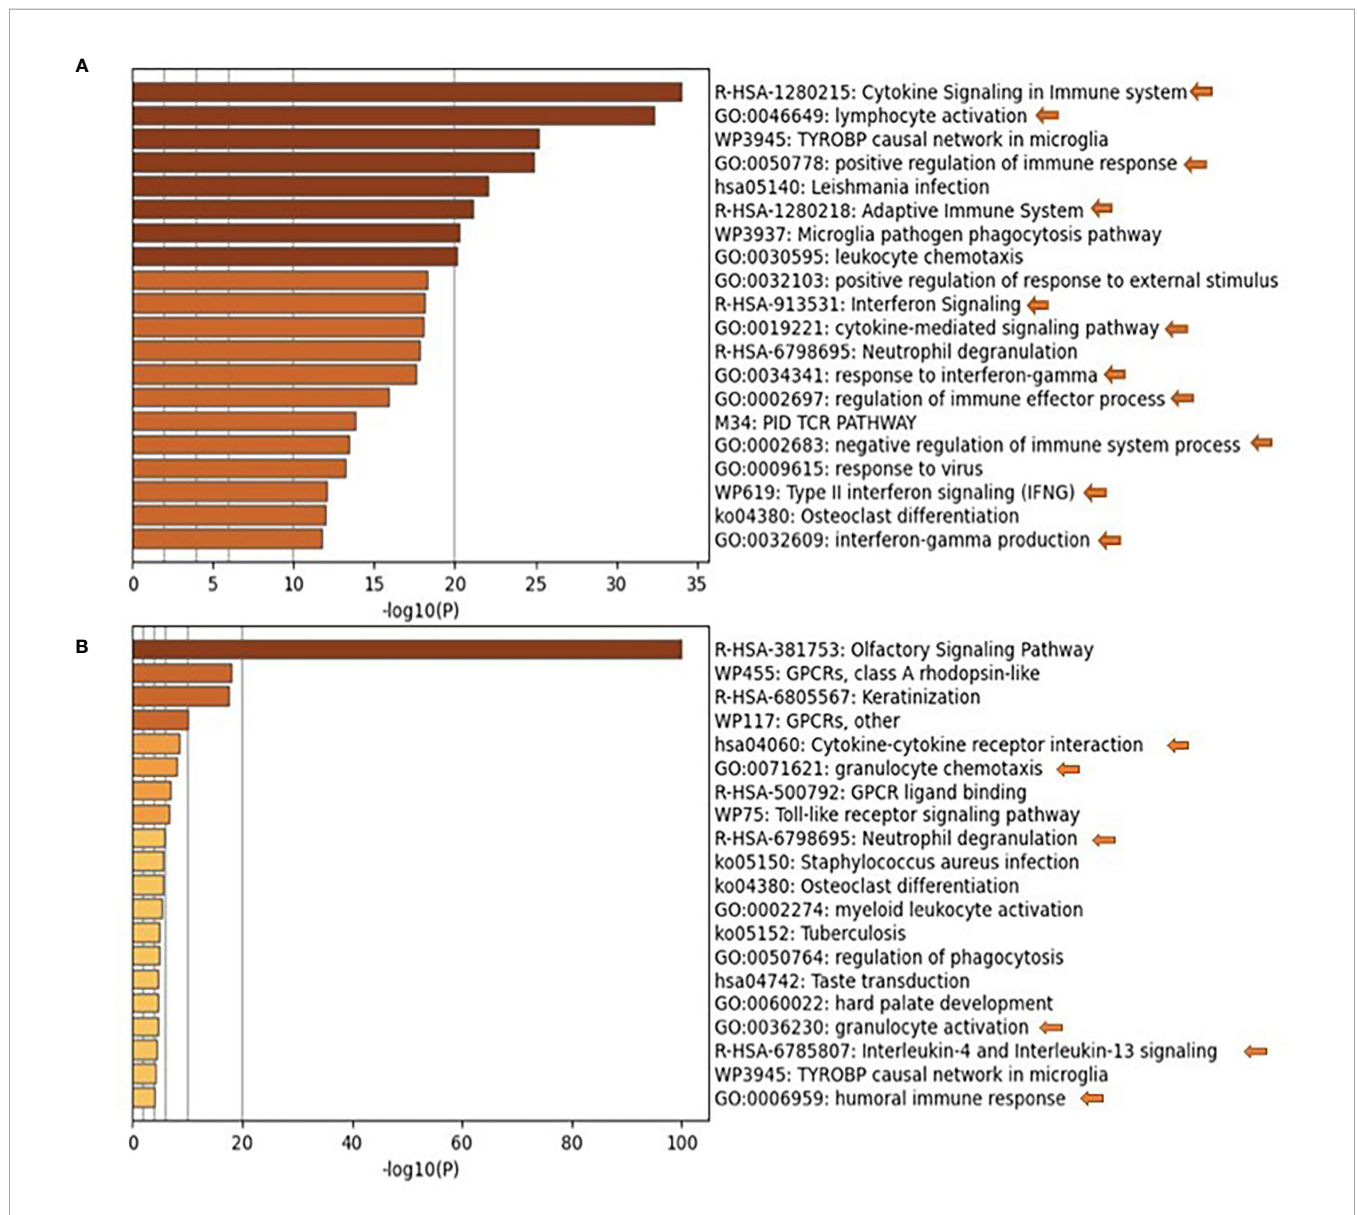 A
R-HSA-1280215: Cytokine Signaling in Immune system
GO:0046649: lymphocyte activation
WP3945: TYROBP causal network in microglia
GO:0050778: positive regulation of immune response
hsa05140: Leishmania infection
R-HSA-1280218: Adaptive Immune System
WP3937: Microglia pathogen phagocytosis pathway
GO:0030595: leukocyte chemotaxis
GO:0032103: positive regulation of response to external stimulus
R-HSA-913531: Interferon Signaling
GO:0019221: cytokine-mediated signaling pathway
R-HSA-6798695: Neutrophil degranulation
GO:0034341: response to interferon-gamma
GO:0002697: regulation of immune effector process
M34: PID TCR PATHWAY
GO:0002683: negative regulation of immune system process
GO:0009615: response to virus
WP619: Type II interferon signaling (IFNG)
ko04380: Osteoclast differentiation
GO:0032609: interferon-gamma production
0 5 10 15 20 25 30 35
-log10(P)
B
R-HSA-381753: Olfactory Signaling Pathway
WP455: GPCRs, class A rhodopsin-like
R-HSA-6805567: Keratinization
WP117: GPCRs, other
hsa04060: Cytokine-cytokine receptor interaction
GO:0071621: granulocyte chemotaxis
R-HSA-500792: GPCR ligand binding
WP75: Toll-like receptor signaling pathway
R-HSA-6798695: Neutrophil degranulation
ko05150: Staphylococcus aureus infection
ko04380: Osteoclast differentiation
GO:0002274: myeloid leukocyte activation
ko05152: Tuberculosis
GO:0050764: regulation of phagocytosis
hsa04742: Taste transduction
GO:0060022: hard palate development
GO:0036230: granulocyte activation
R-HSA-6785807: Interleukin-4 and Interleukin-13 signaling
WP3945: TYROBP causal network in microglia
GO:0006959: humoral immune response
0 20 40 60 80 100
-log10(P)